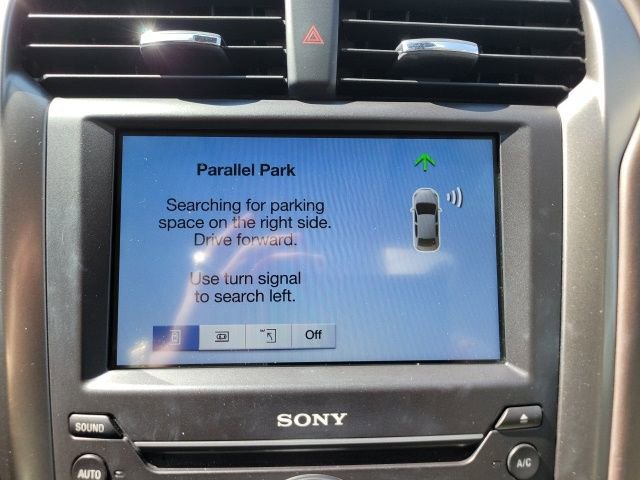 Parallel Park
Searching for parking
space on the right side.
Drive forward.
Use turn signal
to search left.
Off
SONY
SOUND
AUTO
A/C